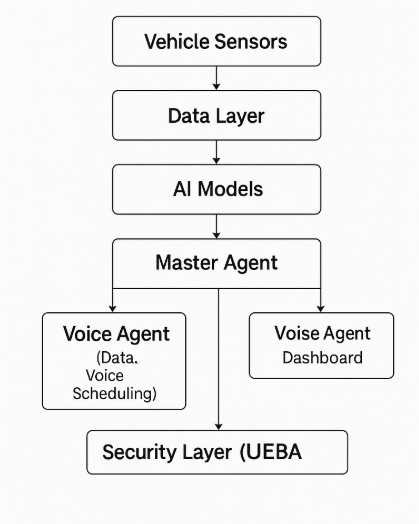 Vehicle Sensors
Data Layer
AI Models
Master Agent
Voice Agent
(Data.
Voice
Scheduling)
Voise Agent
Dashboard
Security Layer (UEBA